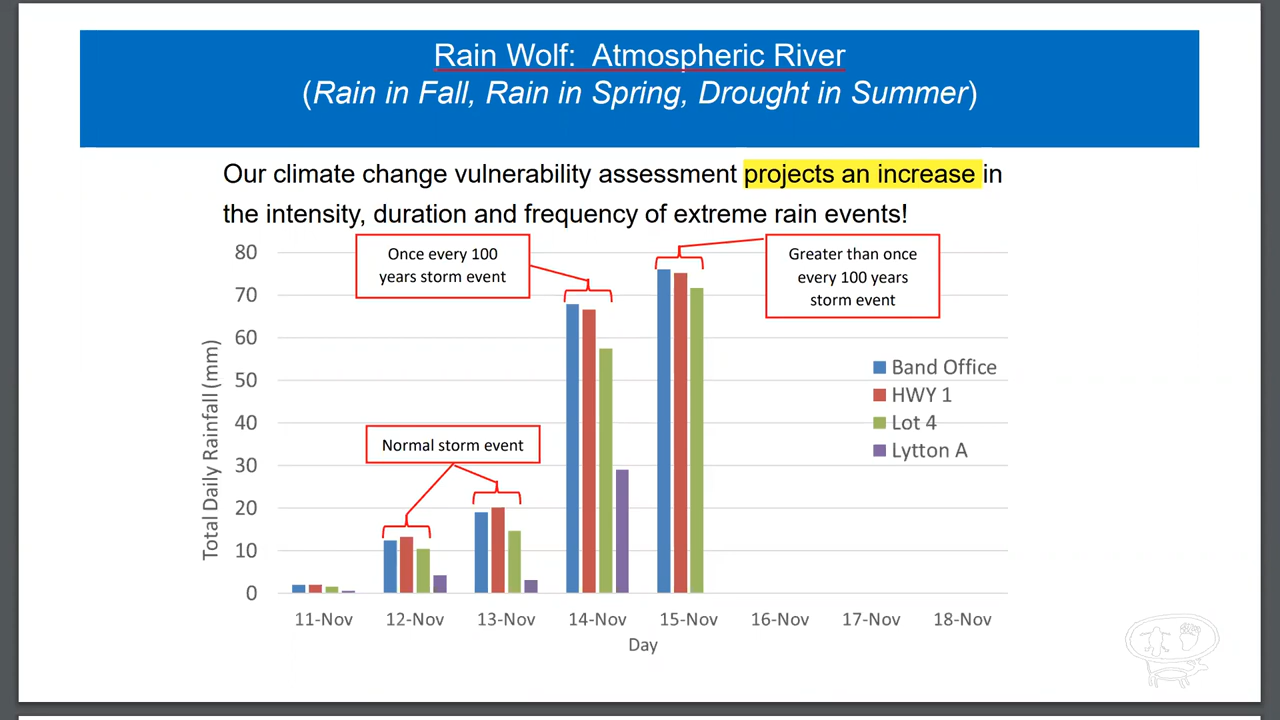 Rain Wolf:  Atmospheric River
(Rain in Fall, Rain in Spring, Drought in Summer)
Our climate change vulnerability assessment projects an increase in
the intensity, duration and frequency of extreme rain events!
Once every 100
years storm event
Greater than once
every 100 years
storm event
Normal storm event
Total Daily Rainfall (mm)
80
70
60
50
40
30
20
10
0
Band Office
HWY 1
Lot 4
Lytton A
11-Nov 12-Nov 13-Nov 14-Nov 15-Nov 16-Nov 17-Nov 18-Nov
Day